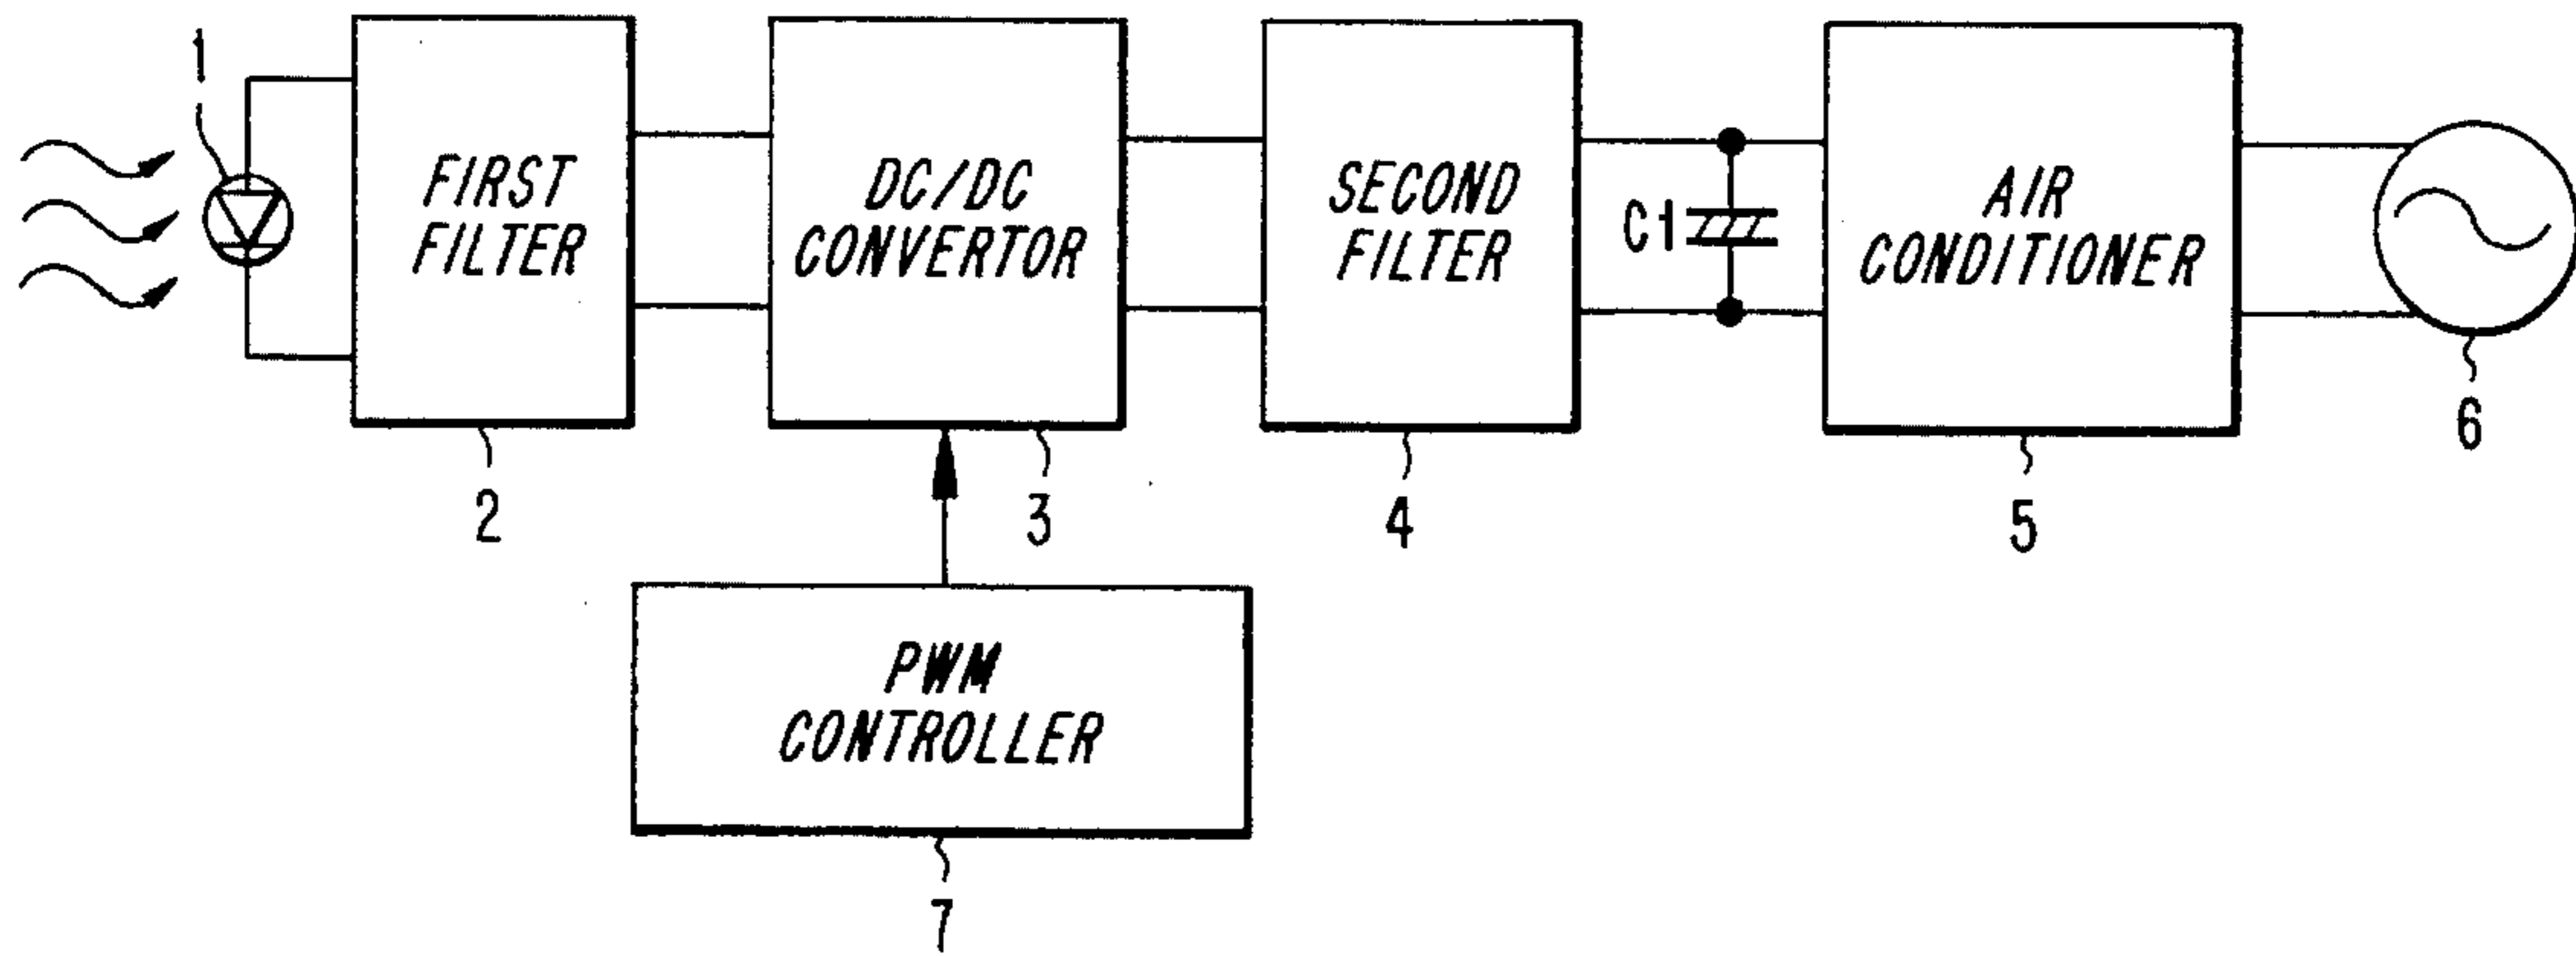 1
FIRST
FILTER
DC/DC
CONVERTOR
SECOND
FILTER
C1
AIR
CONDITIONER
2
3
4
5
6
PWM
CONTROLLER
7